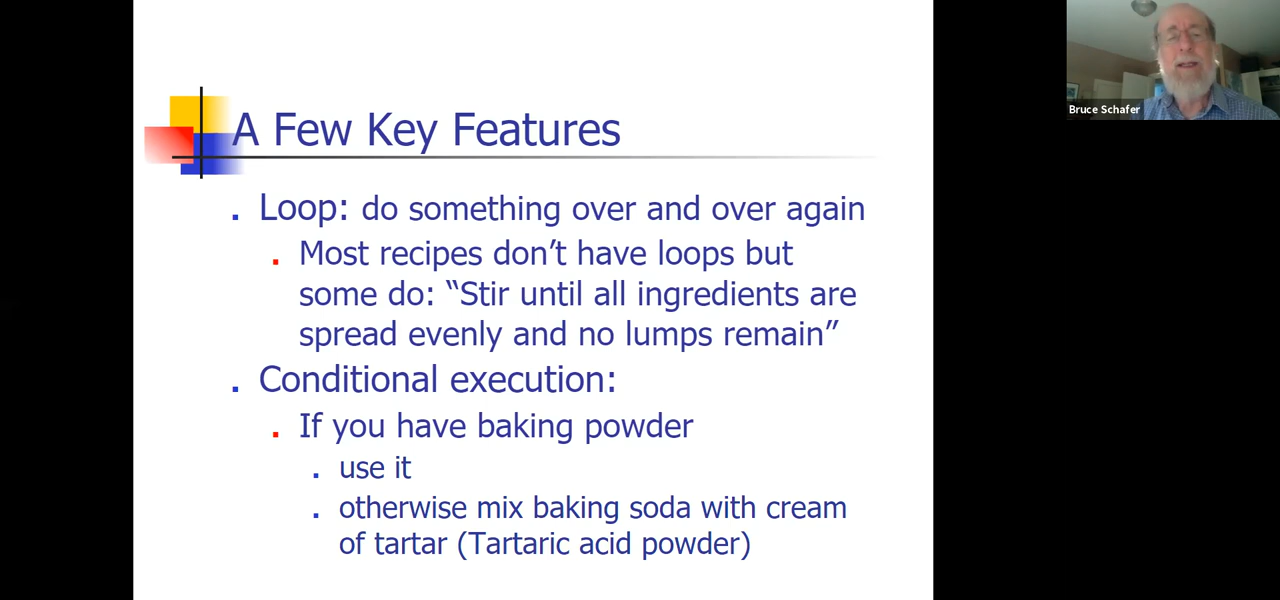 A Few Key Features
Loop: do something over and over again
Most recipes don’t have loops but
some do: “Stir until all ingredients are
spread evenly and no lumps remain”
Conditional execution:
If you have baking powder
use it
otherwise mix baking soda with cream
of tartar (Tartaric acid powder)
Bruce Schafer